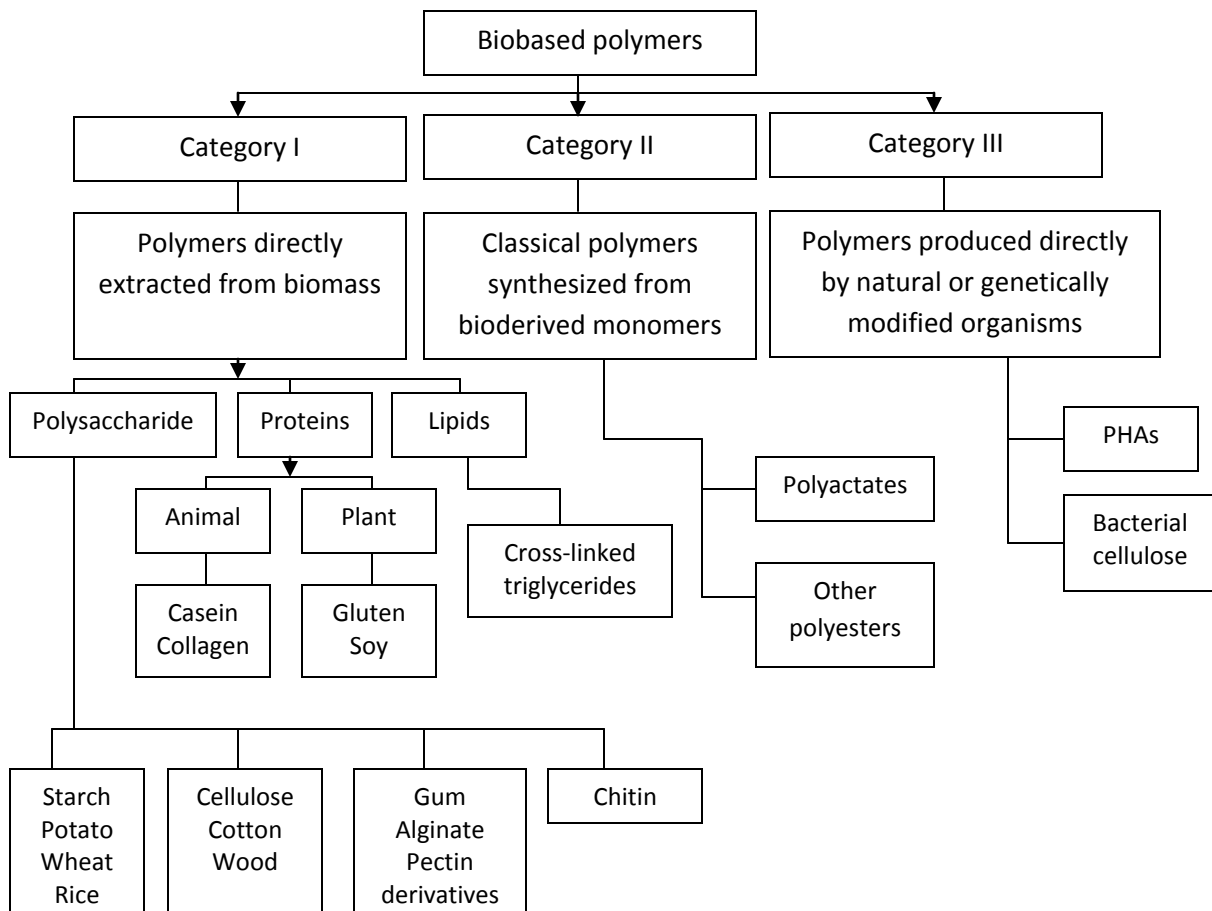 Biobased polymers
Category I
Category II
Category III
Polymers directly
extracted from biomass
Classical polymers
synthesized from
bioderived monomers
Polymers produced directly
by natural or genetically
modified organisms
Polysaccharide
Proteins
Lipids
PHAs
Animal
Plant
Polyactates
Cross-linked
triglycerides
Bacterial
cellulose
Casein
Collagen
Gluten
Soy
Other
polyesters
Starch
Potato
Wheat
Rice
Cellulose
Cotton
Wood
Gum
Alginate
Pectin
derivatives
Chitin